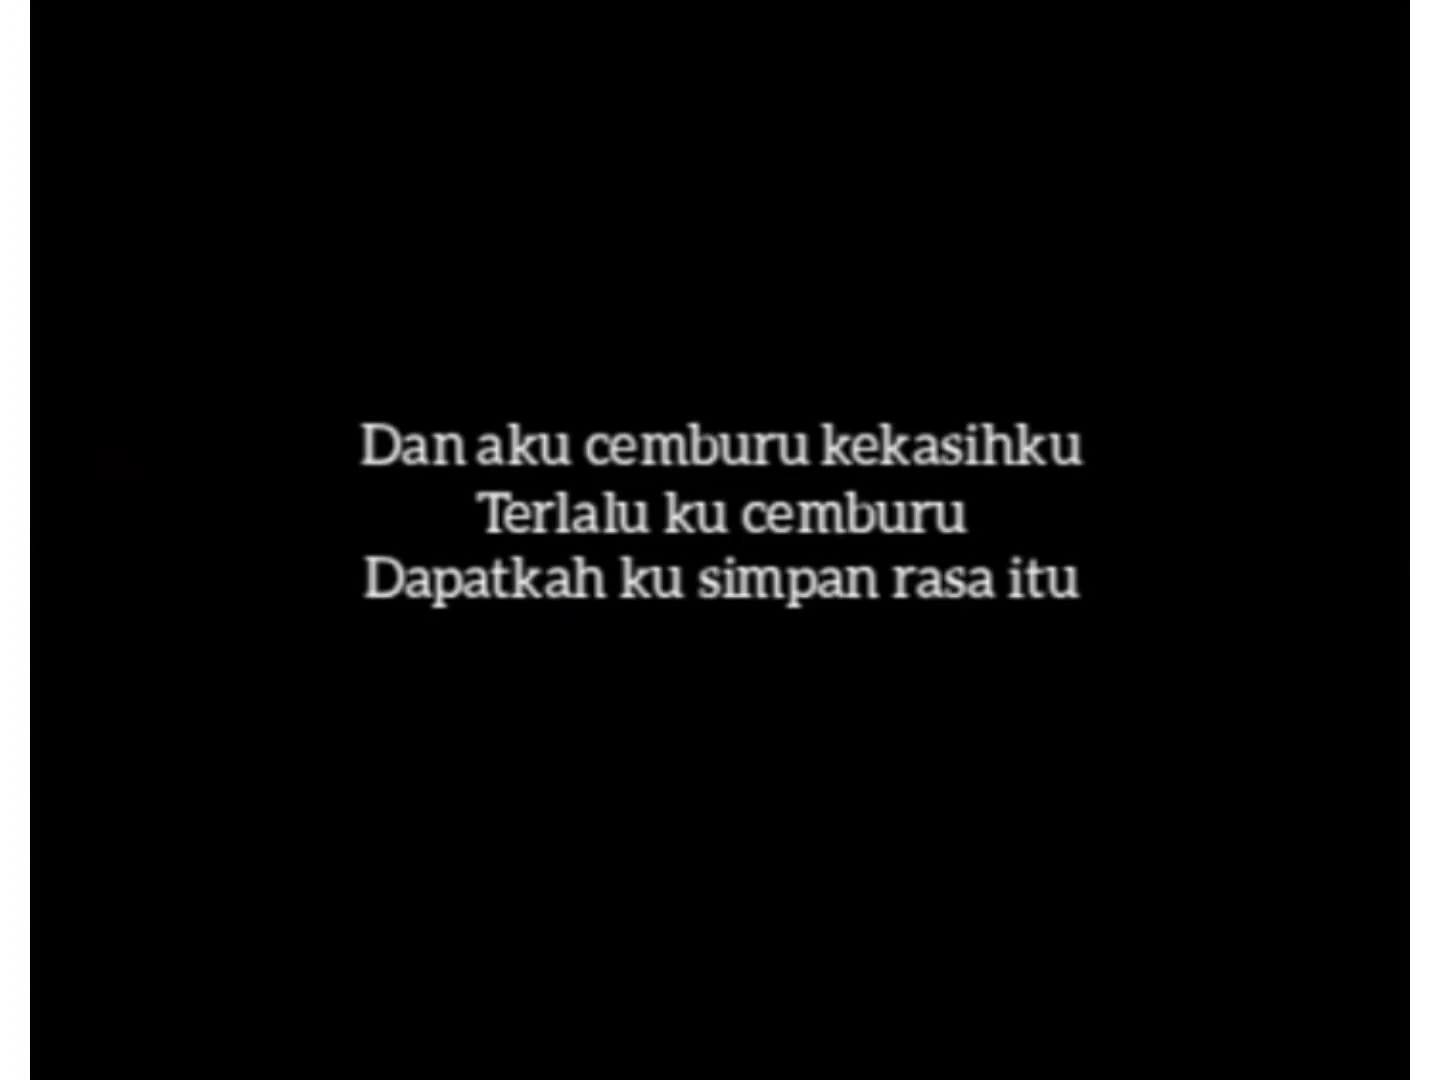 Dan aku cemburu kekasihku
Terlalu ku cemburu
Dapatkah ku simpan rasa itu